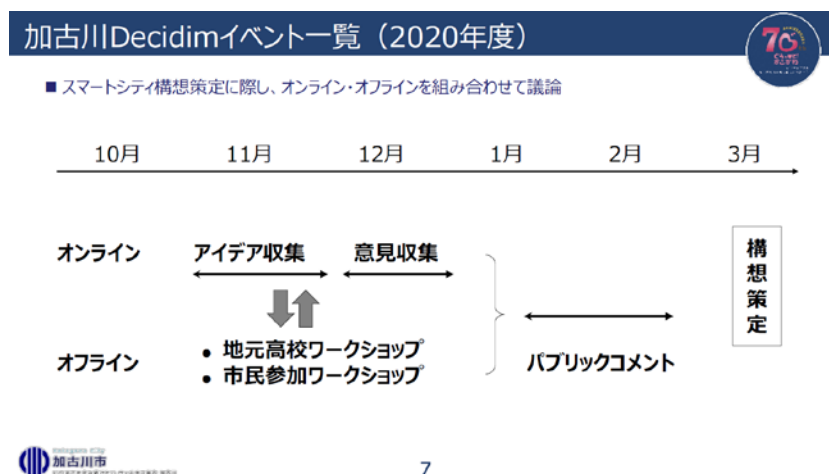 加古川Decidimイベント一覧（2020年度）
70
■ スマートシティ構想策定に際し、オンライン・オフラインを組み合わせて議論
10月 11月 12月 1月 2月 3月
オンライン アイデア収集 意見収集
構想策定
オフライン
• 地元高校ワークショップ
• 市民参加ワークショップ
パブリックコメント
Kakogawa City
加古川市
7